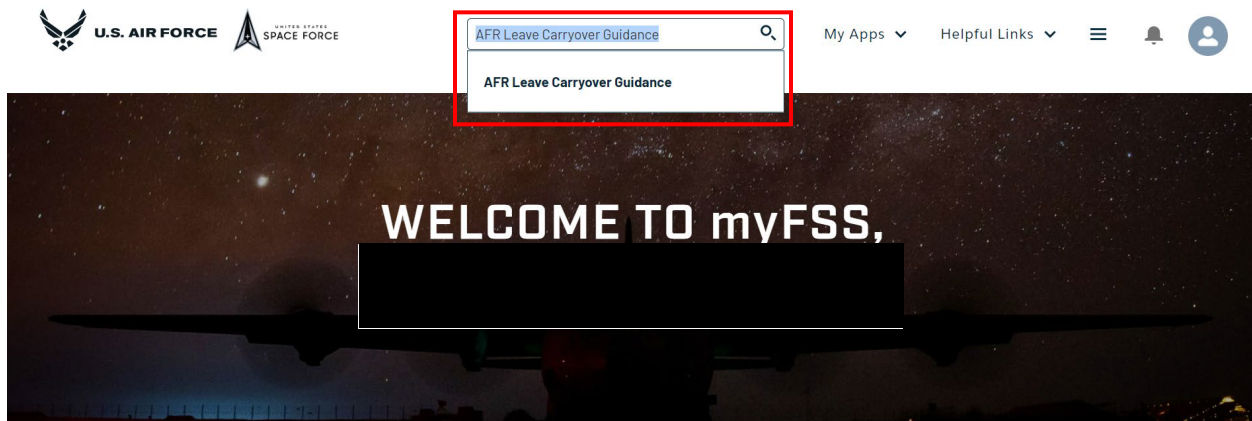 U.S. AIR FORCE
UNITED STATES
SPACE FORCE
AFR Leave Carryover Guidance
My Apps
Helpful Links
AFR Leave Carryover Guidance
WELCOME TO myFSS,